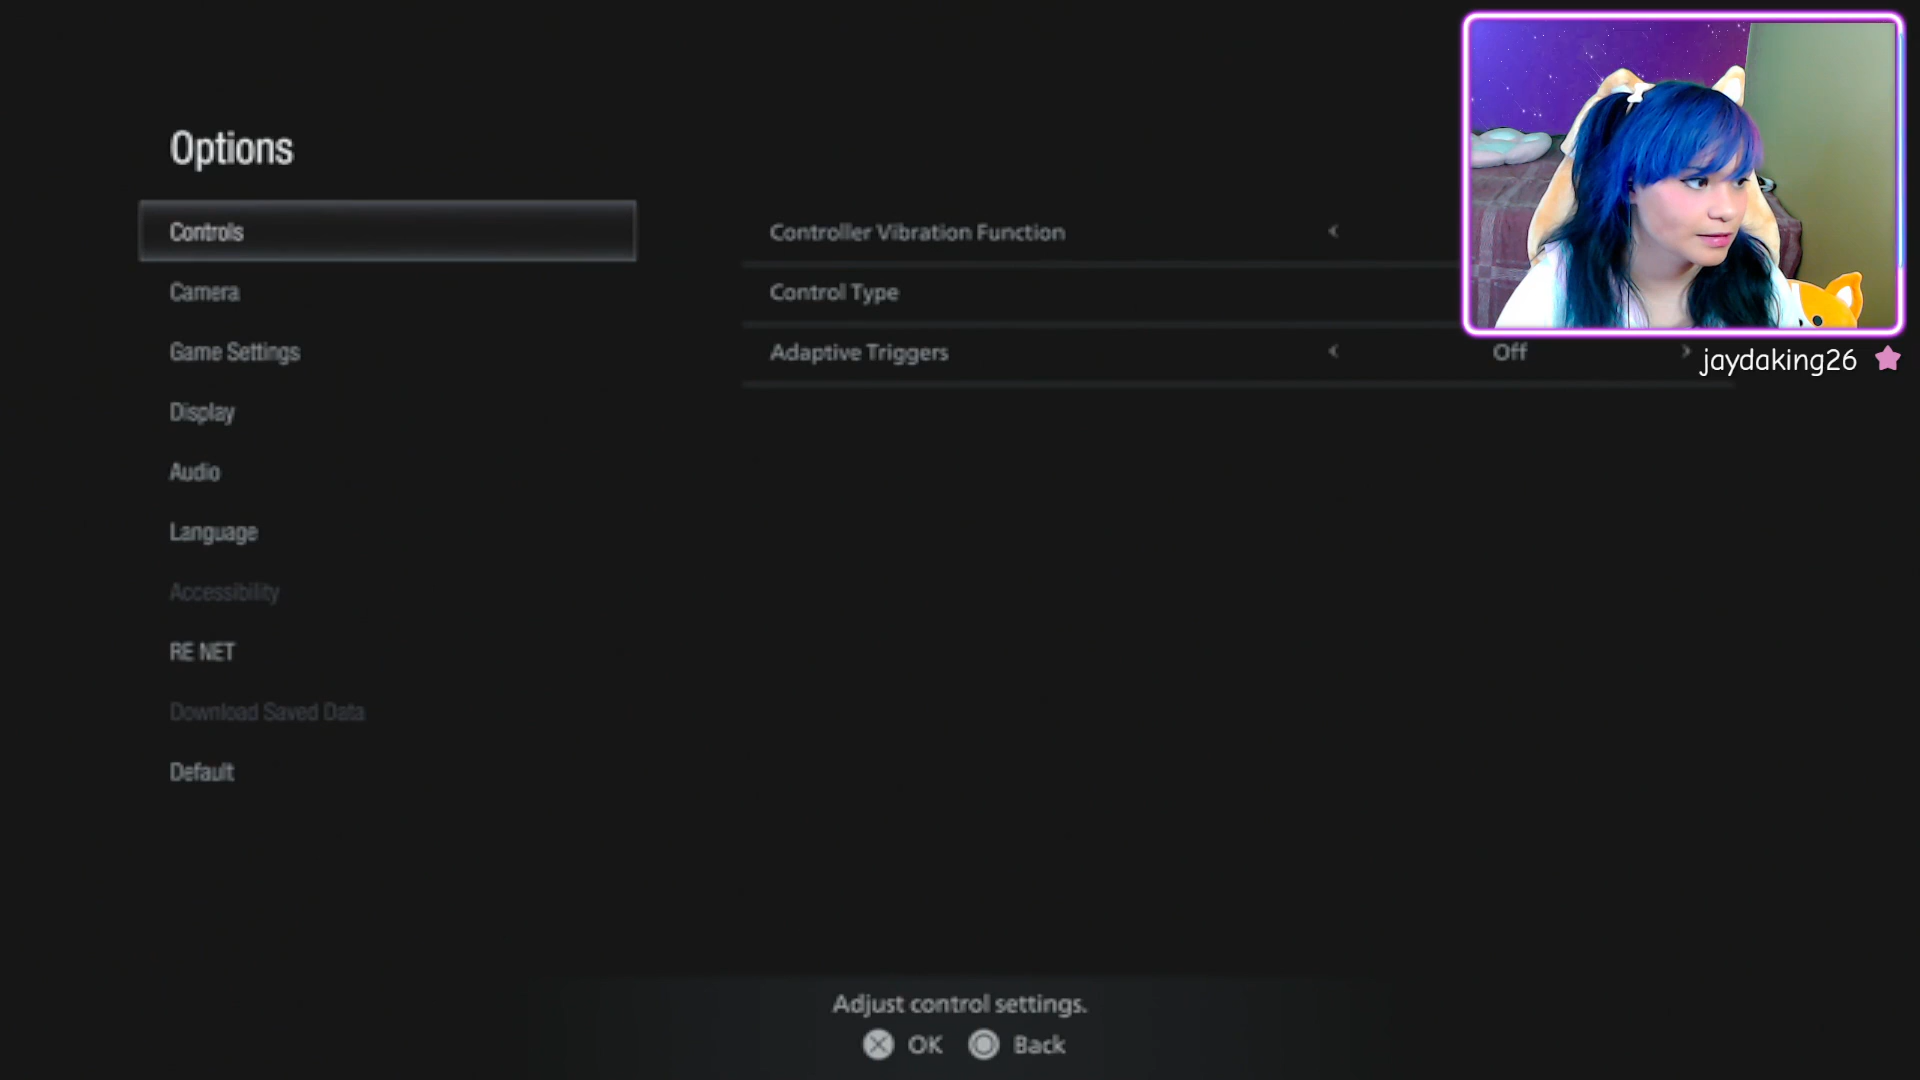 Options
Controls
Camera
Game Settings
Display
Audio
Language
Accessibility
RE NET
Download Saved Data
Default
Controller Vibration Function
Control Type
Adaptive Triggers
Off
jaydaking26
Adjust control settings.
OK Back